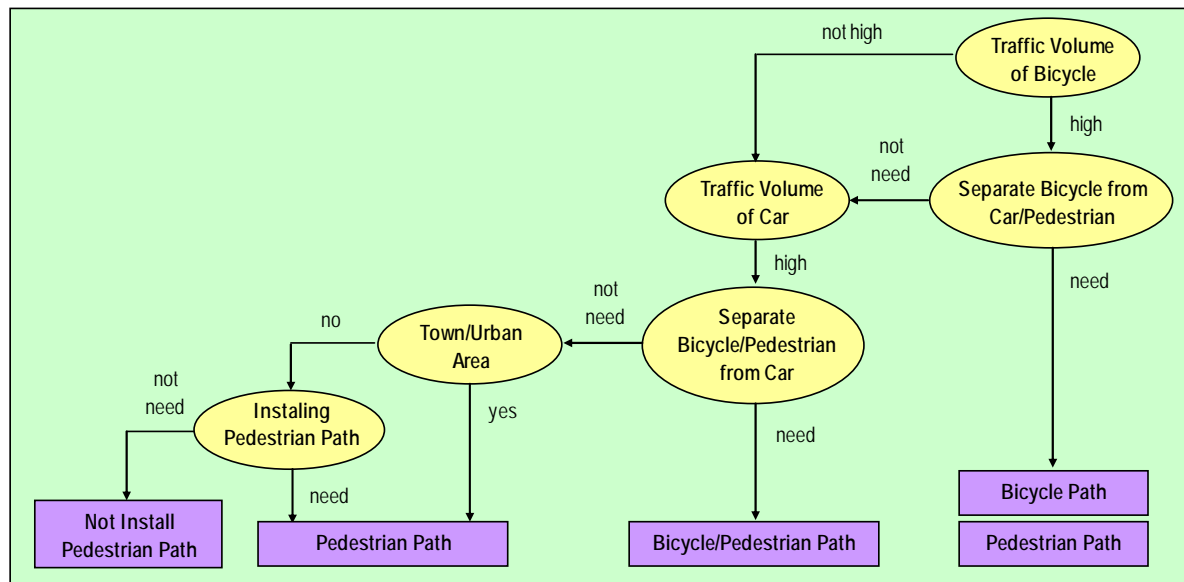 not high
Traffic Volume
of Bicycle
high
not
need
Traffic Volume
of Car
Separate Bicycle from
Car/Pedestrian
high
need
not
need
no
Town/Urban
Area
Separate
Bicycle/Pedestrian
from Car
not
need
Instaling
Pedestrian Path
yes
need
need
Not Install
Pedestrian Path
Pedestrian Path
Bicycle/Pedestrian Path
Bicycle Path
Pedestrian Path